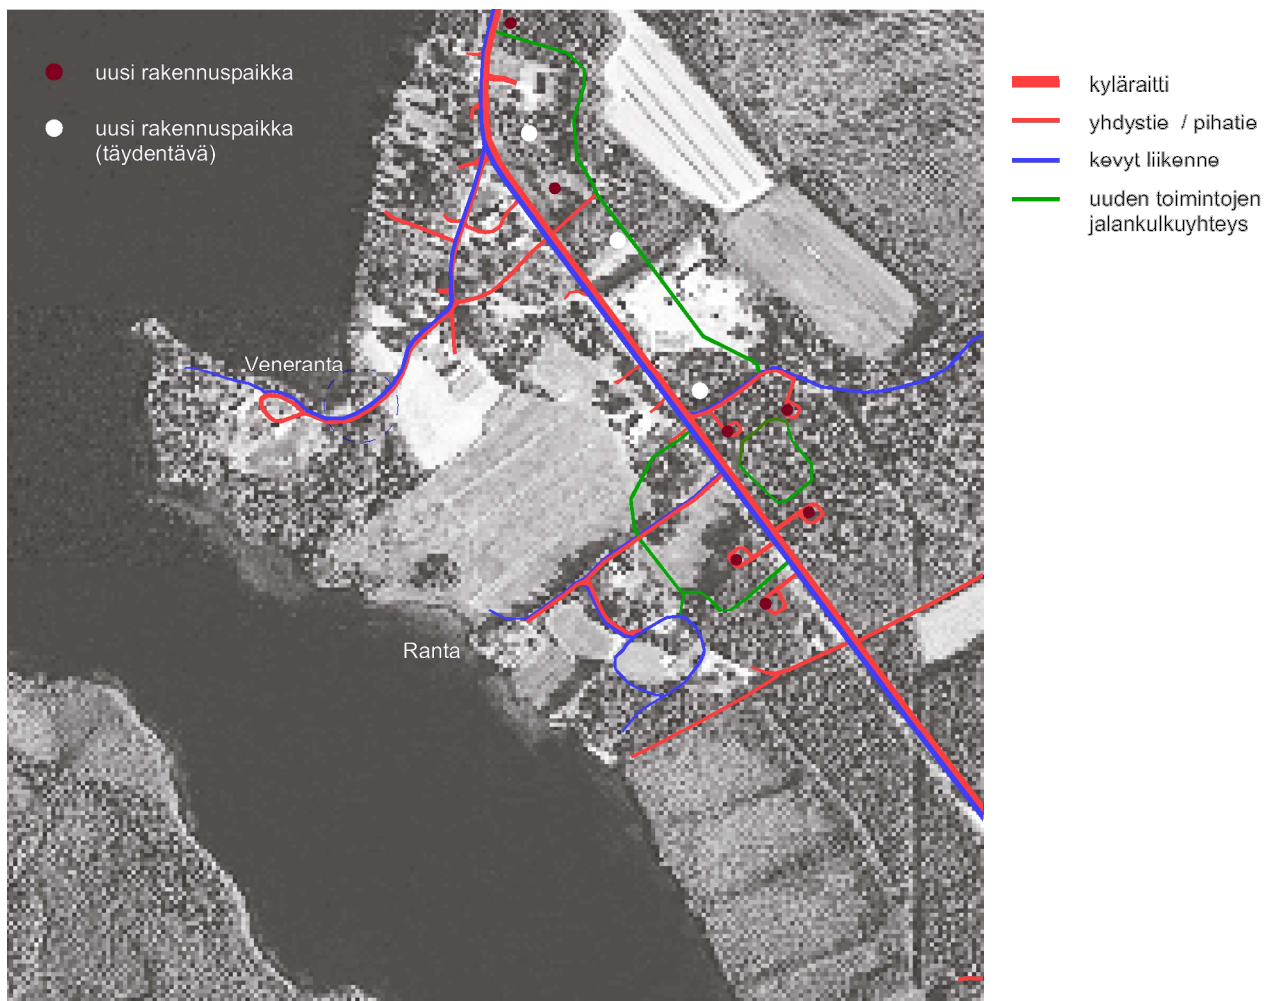 uusi rakennuspaikka
uusi rakennuspaikka
(täydentävä)
kyläraitti
yhdystie / pihatie
kevyt liikenne
uuden toimintojen
jalankulkuyhteys
Veneranta
Ranta